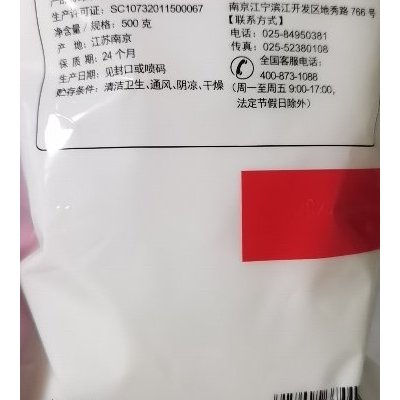 生产许可证：SC10732011500067
净含量/规格：500 克
产 地：江苏南京
保 质 期：24 个月
生产日期：见封口或喷码
贮存条件：清洁卫生、通风、阴凉、干燥
南京江宁滨江开发区地秀路 766 号
【联系方式】
电话：025-84950381
传真：025-52380108
全国客服电话：
400-873-1088
（周一至周五 9:00-17:00，
法定节假日除外）